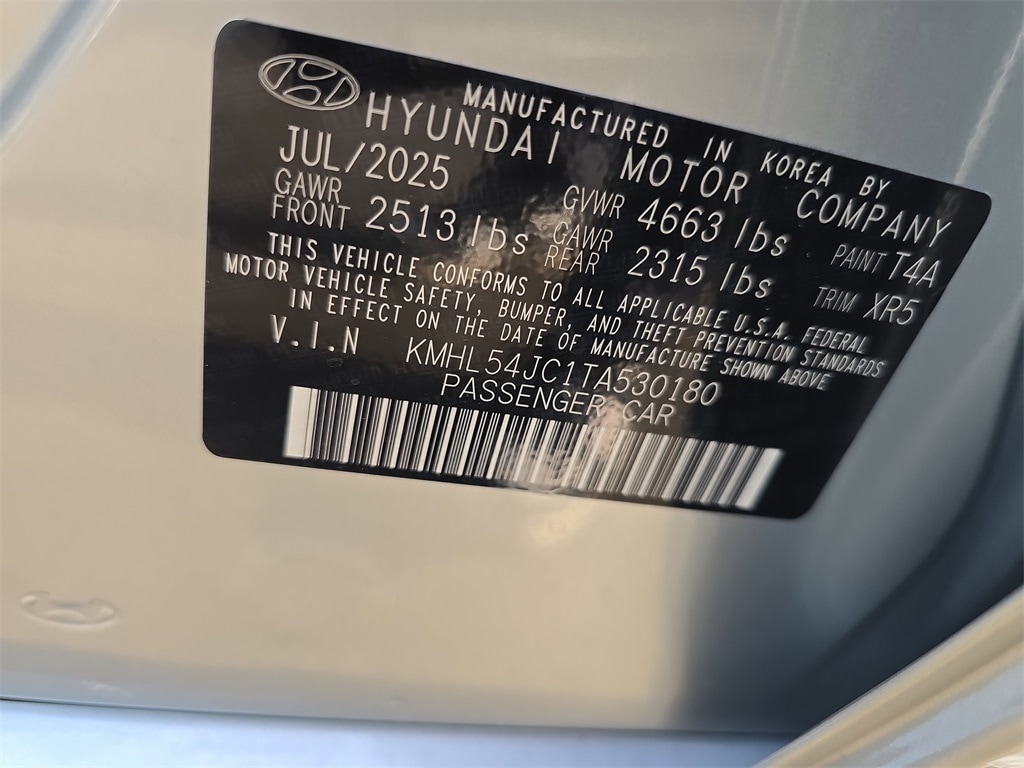 MANUFACTURED IN KOREA BY
HYUNDAI MOTOR COMPANY
JUL/2025 GVWR 4663 lbs PAINT T4A
GAWR FRONT 2513 lbs GAWR REAR 2315 lbs TRIM XR5
THIS VEHICLE CONFORMS TO ALL APPLICABLE U.S.A. FEDERAL
MOTOR VEHICLE SAFETY, BUMPER, AND THEFT PREVENTION STANDARDS
IN EFFECT ON THE DATE OF MANUFACTURE SHOWN ABOVE
V.I.N KMHL54JC1TA530180
PASSENGER CAR